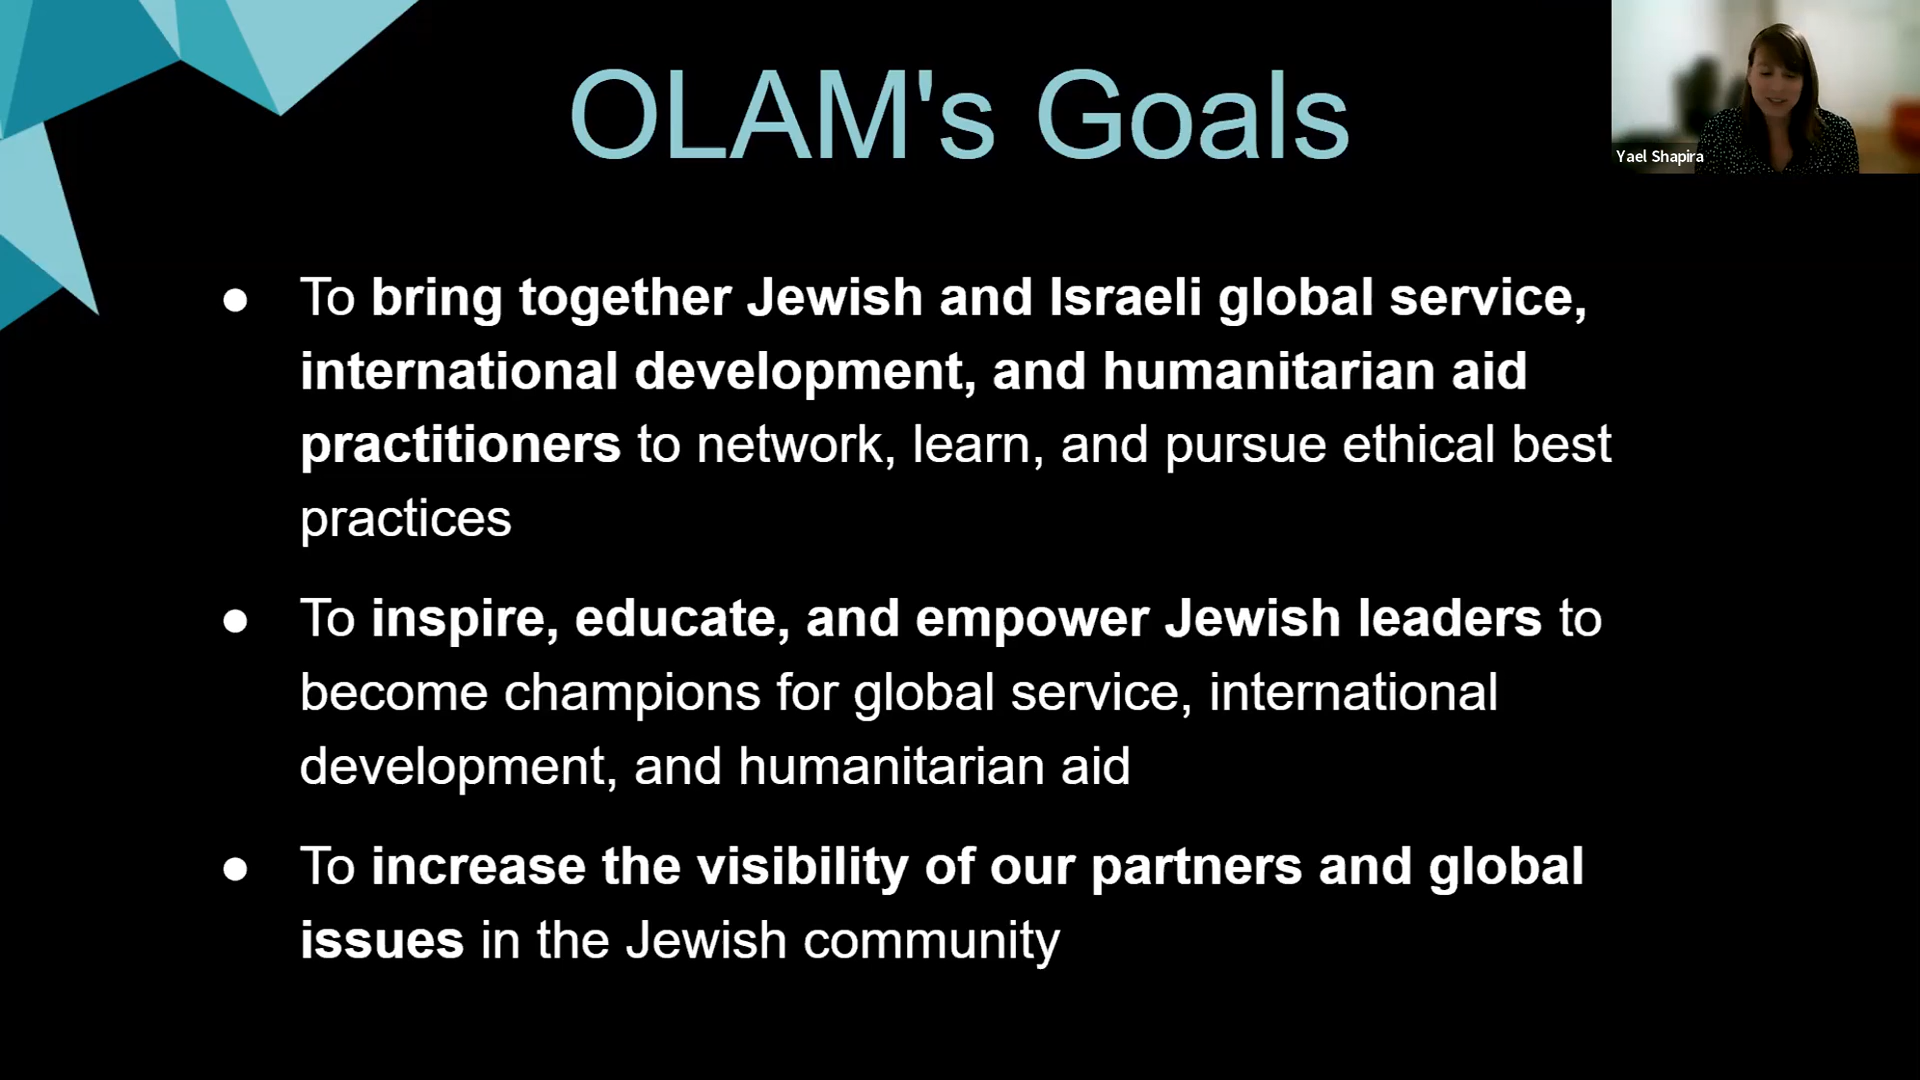 OLAM's Goals
Yael Shapira
● To bring together Jewish and Israeli global service,
international development, and humanitarian aid
practitioners to network, learn, and pursue ethical best
practices
● To inspire, educate, and empower Jewish leaders to
become champions for global service, international
development, and humanitarian aid
● To increase the visibility of our partners and global
issues in the Jewish community